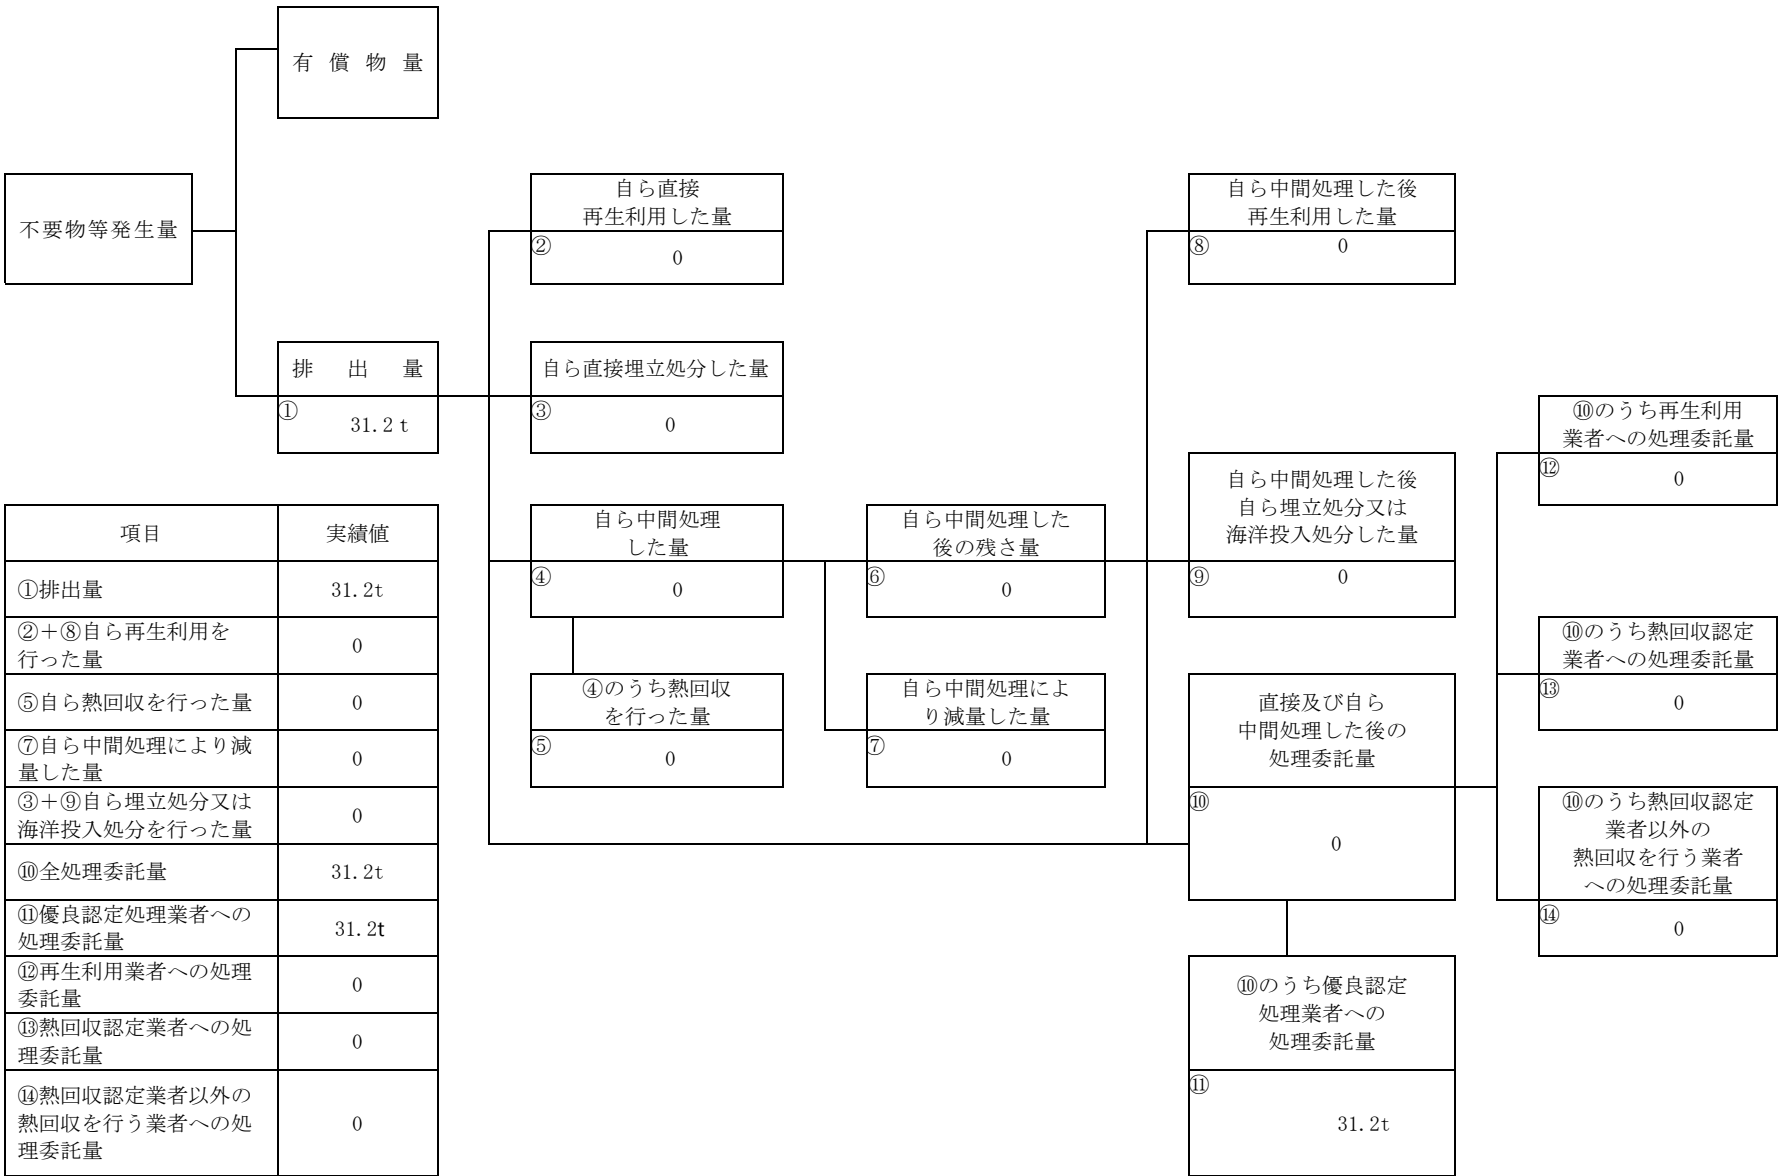 有 償 物 量
不要物等発生量
排 出 量
①
31.2 t
自ら直接
再生利用した量
②
0
自ら直接埋立処分した量
③
0
自ら中間処理
した量
④
0
④のうち熱回収
を行った量
⑤
0
自ら中間処理した
後の残さ量
⑥
0
自ら中間処理によ
り減量した量
⑦
0
自ら中間処理した後
再生利用した量
⑧
0
自ら中間処理した後
自ら埋立処分又は
海洋投入処分した量
⑨
0
直接及び自ら
中間処理した後の
処理委託量
⑩
0
⑩のうち優良認定
処理業者への
処理委託量
⑪
31.2t
⑩のうち再生利用
業者への処理委託量
⑫
0
⑩のうち熱回収認定
業者への処理委託量
⑬
0
⑩のうち熱回収認定
業者以外の
熱回収を行う業者
への処理委託量
⑭
0
項目 実績値
①排出量 31.2t
②+⑧自ら再生利用を
行った量
0
⑤自ら熱回収を行った量 0
⑦自ら中間処理により減
量した量
0
③+⑨自ら埋立処分又は
海洋投入処分を行った量
0
⑩全処理委託量 31.2t
⑪優良認定処理業者への
処理委託量
31.2t
⑫再生利用業者への処理
委託量
0
⑬熱回収認定業者への処
理委託量
0
⑭熱回収認定業者以外の
熱回収を行う業者への処
理委託量
0